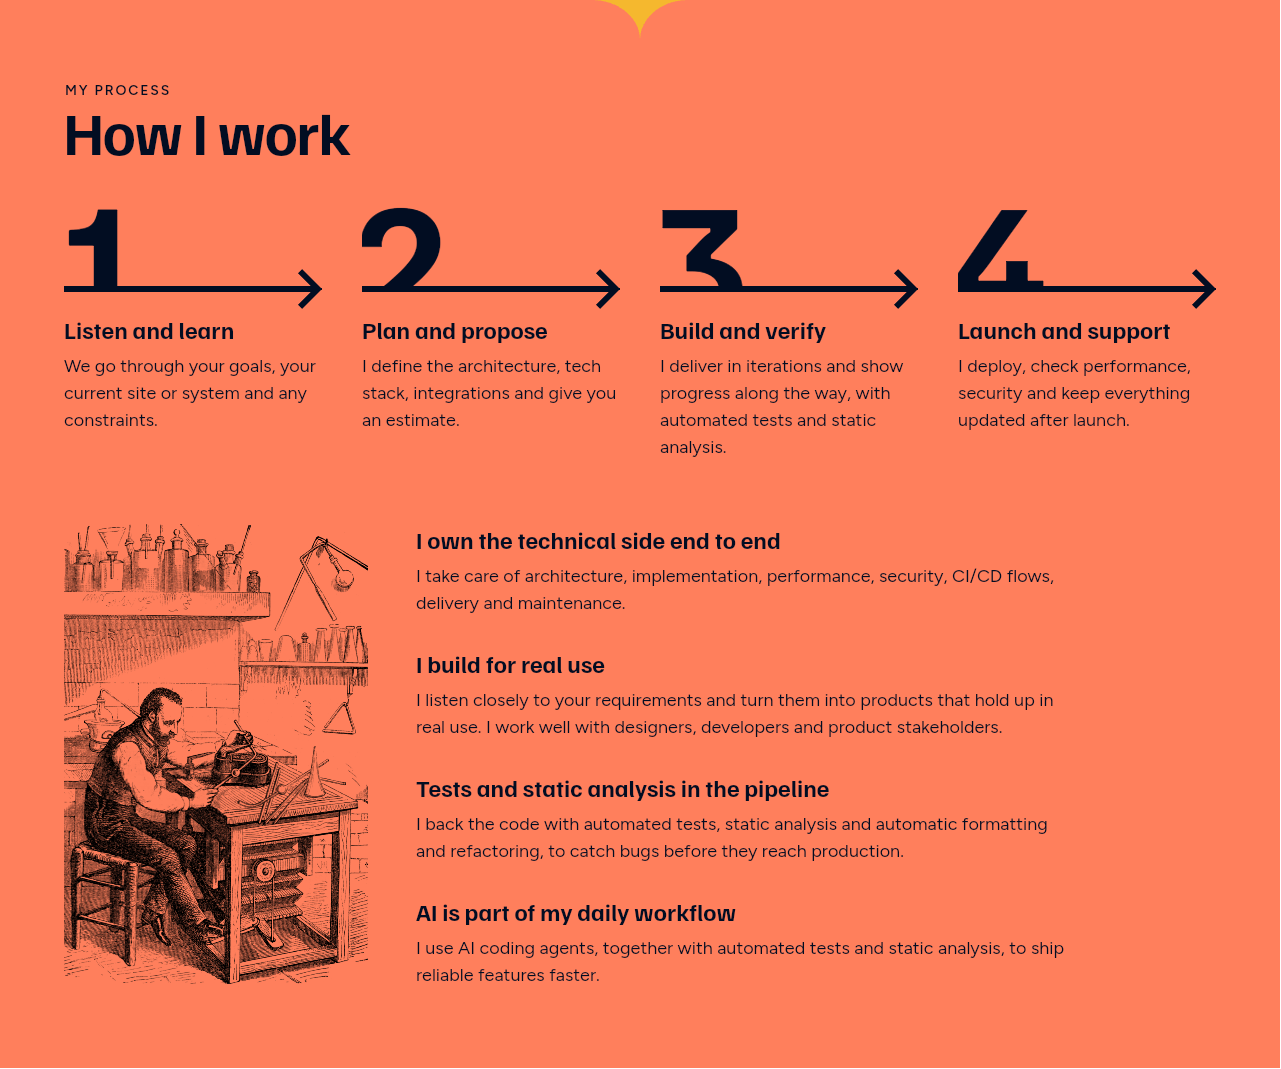 MY PROCESS
How I work
1
2
3
4
Listen and learn
We go through your goals, your
current site or system and any
constraints.
Plan and propose
I define the architecture, tech
stack, integrations and give you
an estimate.
Build and verify
I deliver in iterations and show
progress along the way, with
automated tests and static
analysis.
Launch and support
I deploy, check performance,
security and keep everything
updated after launch.
I own the technical side end to end
I take care of architecture, implementation, performance, security, CI/CD flows,
delivery and maintenance.
I build for real use
I listen closely to your requirements and turn them into products that hold up in
real use. I work well with designers, developers and product stakeholders.
Tests and static analysis in the pipeline
I back the code with automated tests, static analysis and automatic formatting
and refactoring, to catch bugs before they reach production.
AI is part of my daily workflow
I use AI coding agents, together with automated tests and static analysis, to ship
reliable features faster.